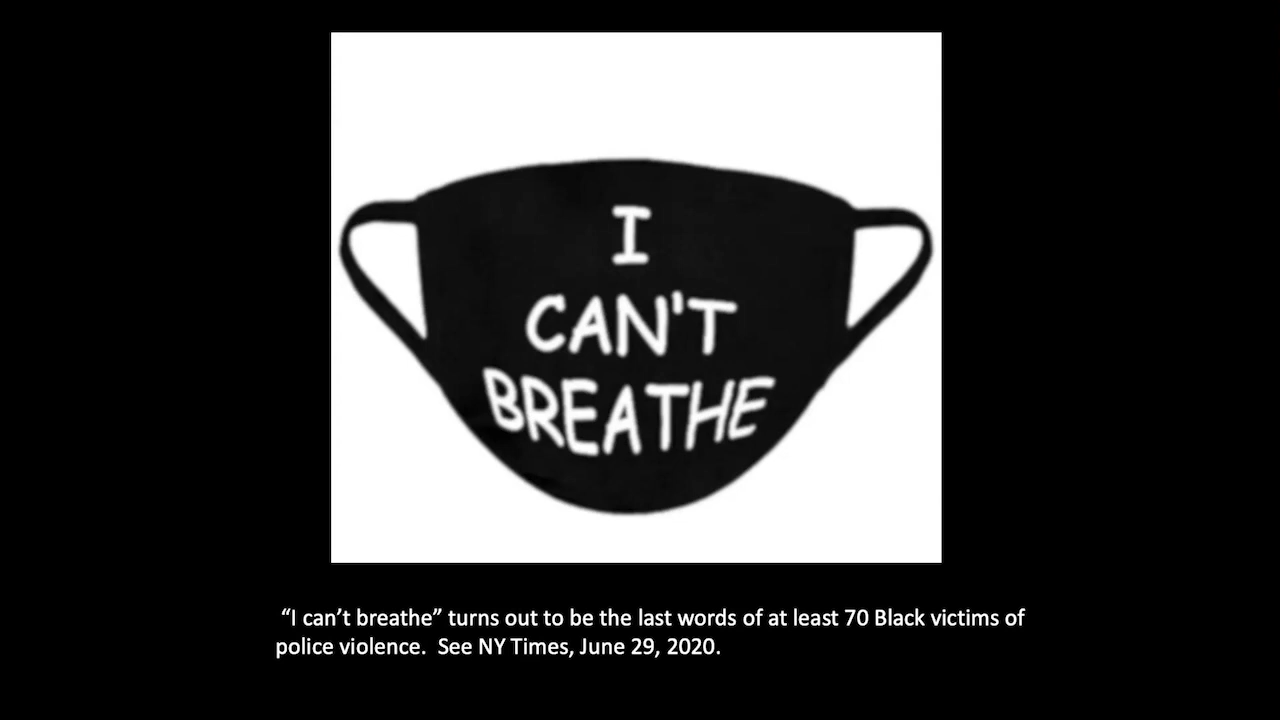 I
CAN'T
BREATHE
“I can’t breathe” turns out to be the last words of at least 70 Black victims of
police violence.  See NY Times, June 29, 2020.